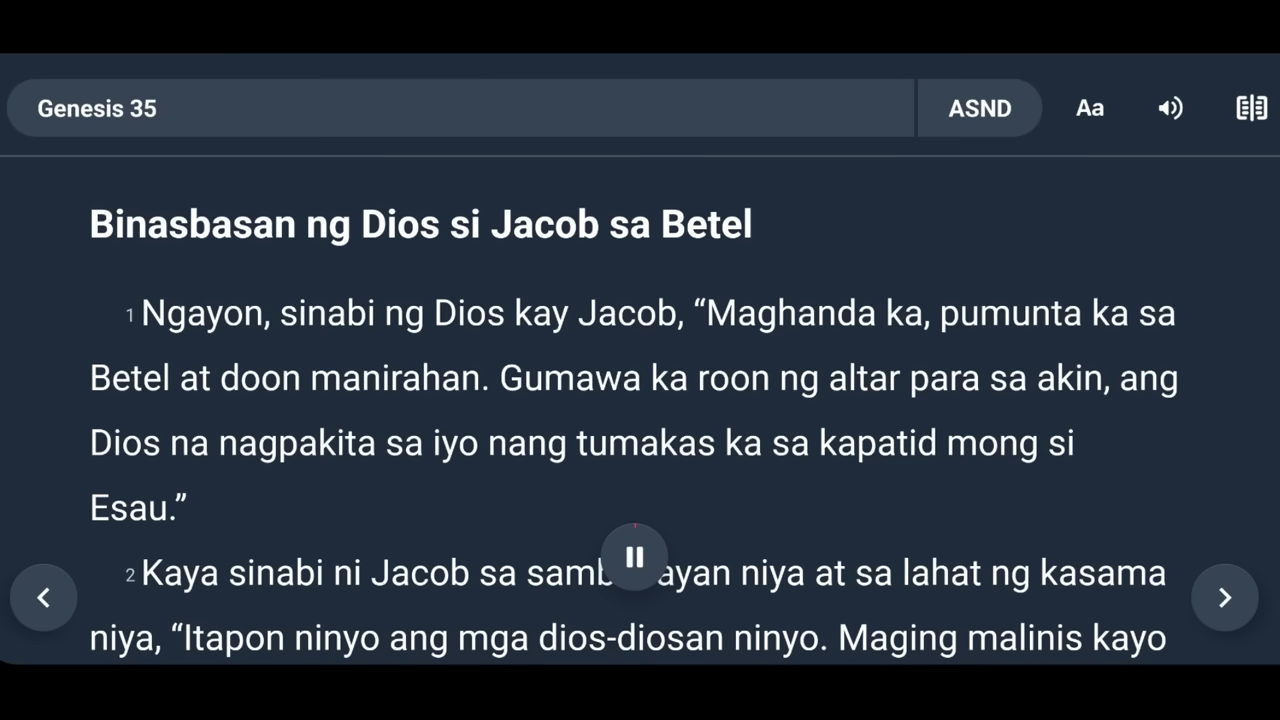 Genesis 35 ASND Aa
Binasbasan ng Dios si Jacob sa Betel
1 Ngayon, sinabi ng Dios kay Jacob, “Maghanda ka, pumunta ka sa
Betel at doon manirahan. Gumawa ka roon ng altar para sa akin, ang
Dios na nagpakita sa iyo nang tumakas ka sa kapatid mong si
Esau.”
2 Kaya sinabi ni Jacob sa niya at sa lahat ng kasama
niya, “Itapon ninyo ang mga dios-diosan ninyo. Maging malinis kayo